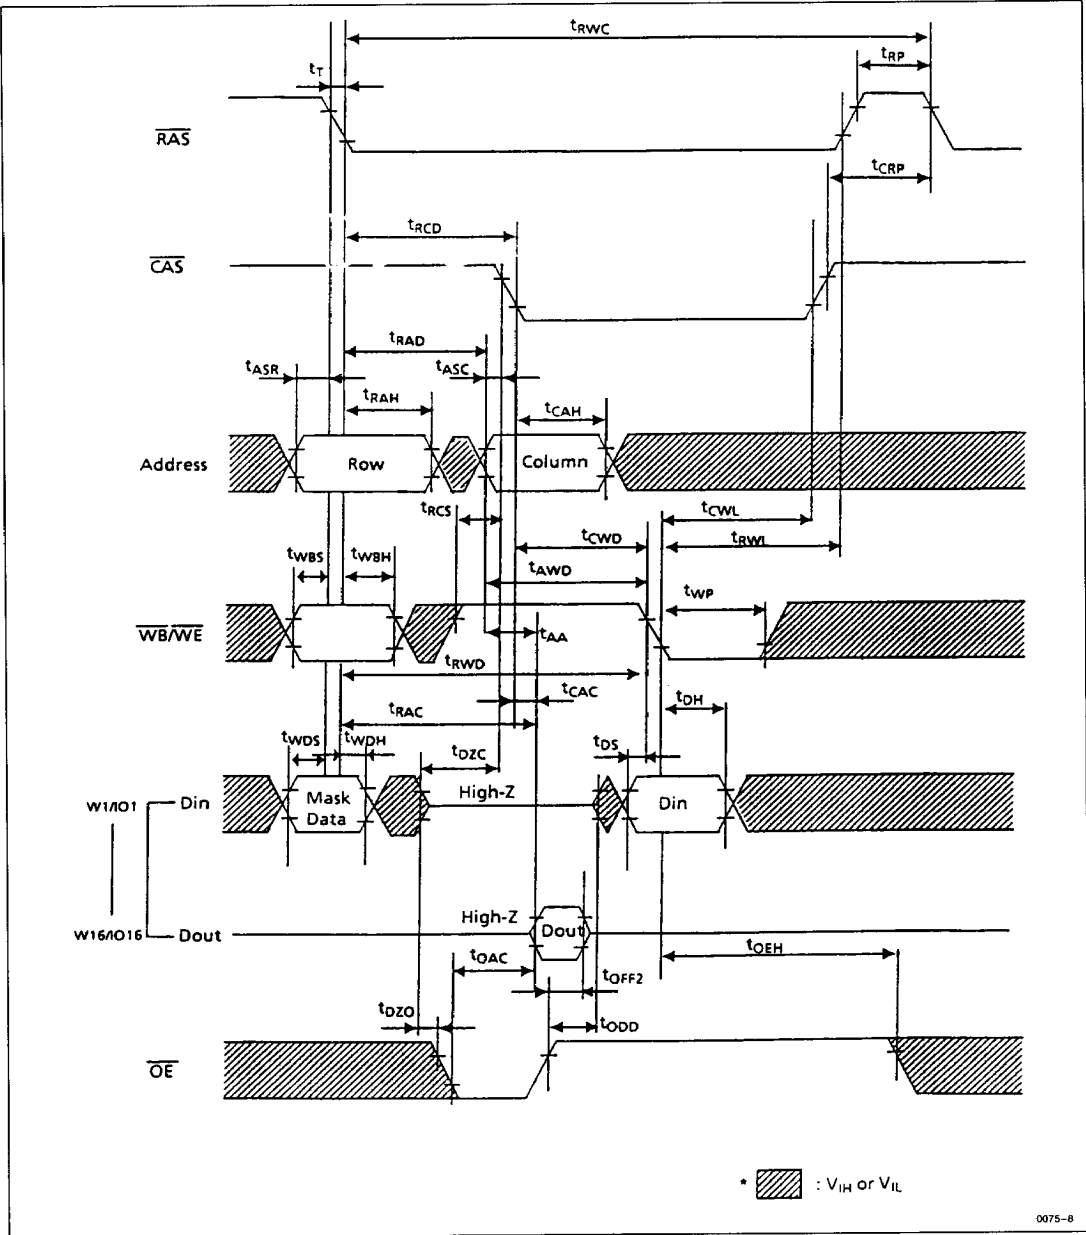 tRWC
tRP
tT
RAS
tCRP
tRCD
CAS
tRAD
tASR
tASC
tRAH
tCAH
Address
Row
Column
tRCS
tCWL
tCWD
tRWL
tWBS
tWBH
tAWD
tWP
WB/WE
tAA
tRWD
tCAC
tDH
tRAC
tWDS
tWDH
tDZC
tDS
W1/IO1
Din
Mask
Data
High-Z
Din
W16/IO16
Dout
High-Z
Dout
tOEH
tOAC
tOFF2
tDZO
tODD
OE
* : VIH or VIL
0075-8